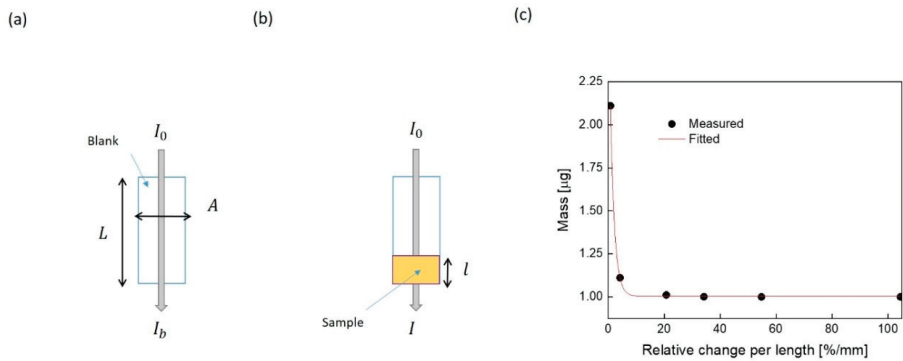 (a)
(b)
(c)
Blank
I₀
L
A
I_b
I₀
l
Sample
I
2.25
2.00
1.75
1.50
1.25
1.00
Mass [µg]
Measured
Fitted
0 20 40 60 80 100
Relative change per length [%/mm]